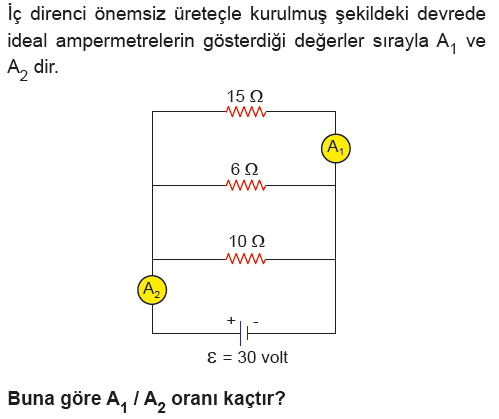 İç direnci önemsiz üreteçle kurulmuş şekildeki devrede
ideal ampermetrelerin gösterdiği değerler sırayla A₁ ve
A₂ dir.
15 Ω
A₁
6 Ω
10 Ω
A₂
+ -
ε = 30 volt
Buna göre A₁ / A₂ oranı kaçtır?